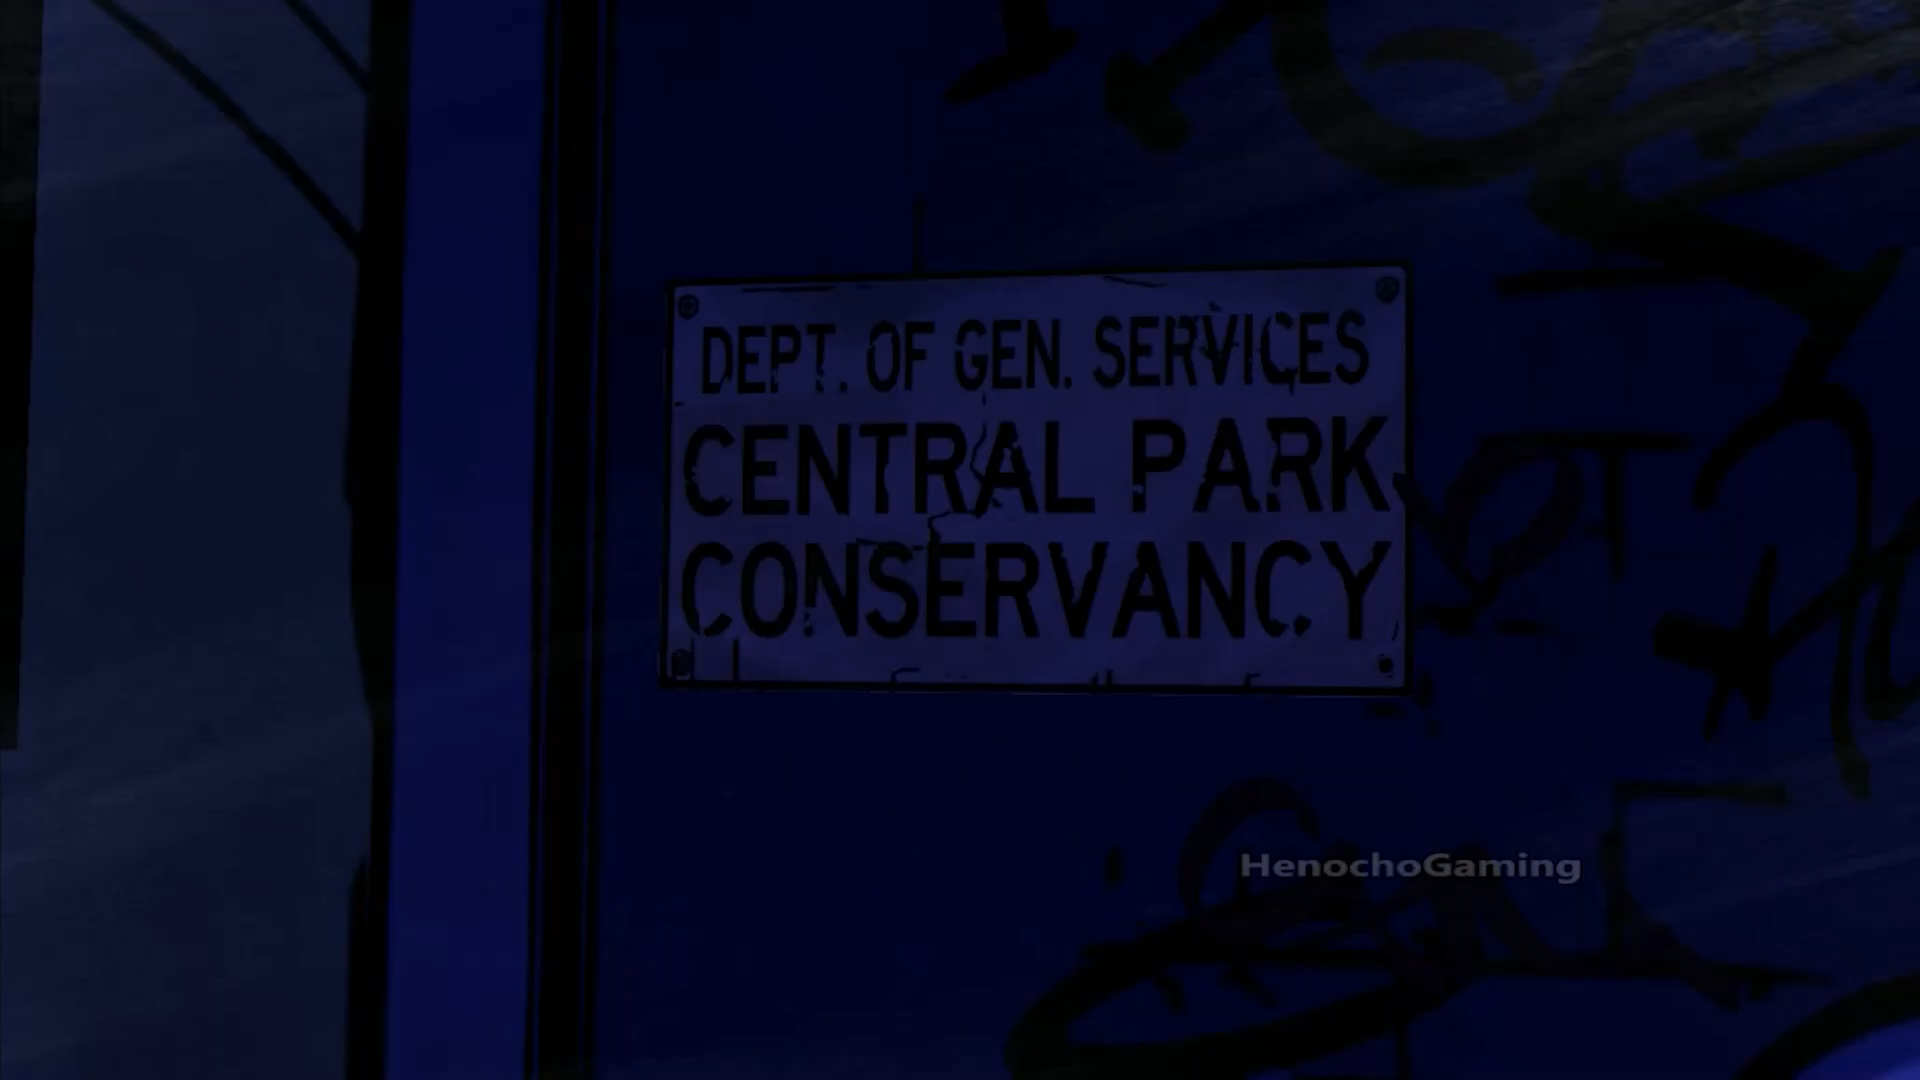 DEPT. OF GEN. SERVICES
CENTRAL PARK
CONSERVANCY
HenochoGaming